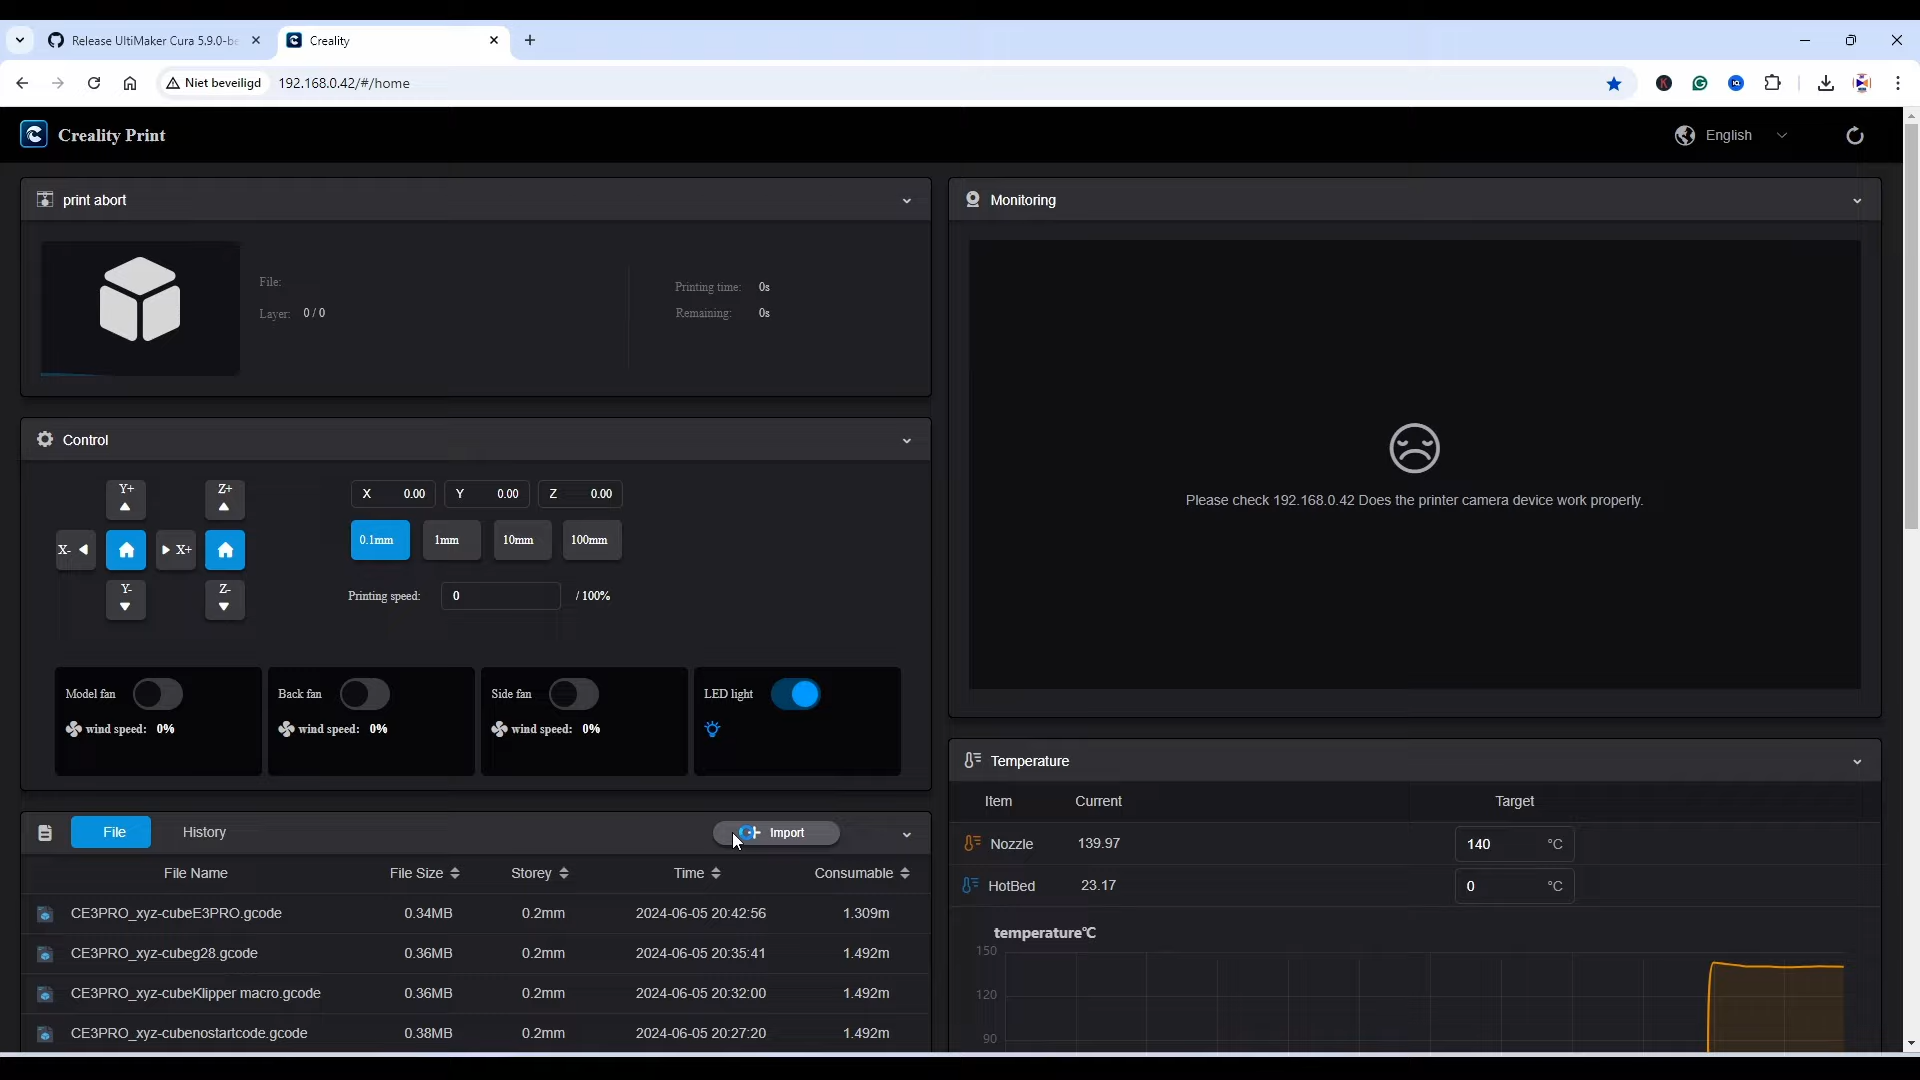 Release UltiMaker Cura 5.9.0-be
Creality
Niet beveiligd
192.168.0.42/#/home
Creality Print
English
print abort
File:
Layer: 0 / 0
Printing time: 0s
Remaining: 0s
Control
Y+
Z+
X-
X+
Y-
Z-
X 0.00
Y 0.00
Z 0.00
0.1mm
1mm
10mm
100mm
Printing speed: 0 / 100%
Model fan
wind speed: 0%
Back fan
wind speed: 0%
Side fan
wind speed: 0%
LED light
File
History
Import
File Name File Size Storey Time Consumable
CE3PRO_xyz-cubeE3PRO.gcode 0.34MB 0.2mm 2024-06-05 20:42:56 1.309m
CE3PRO_xyz-cubeg28.gcode 0.36MB 0.2mm 2024-06-05 20:35:41 1.492m
CE3PRO_xyz-cubeKlipper macro.gcode 0.36MB 0.2mm 2024-06-05 20:32:00 1.492m
CE3PRO_xyz-cubenostartcode.gcode 0.38MB 0.2mm 2024-06-05 20:27:20 1.492m
Monitoring
Please check 192.168.0.42 Does the printer camera device work properly.
Temperature
Item Current Target
Nozzle 139.97 140 °C
HotBed 23.17 0 °C
temperature°C
150
120
90